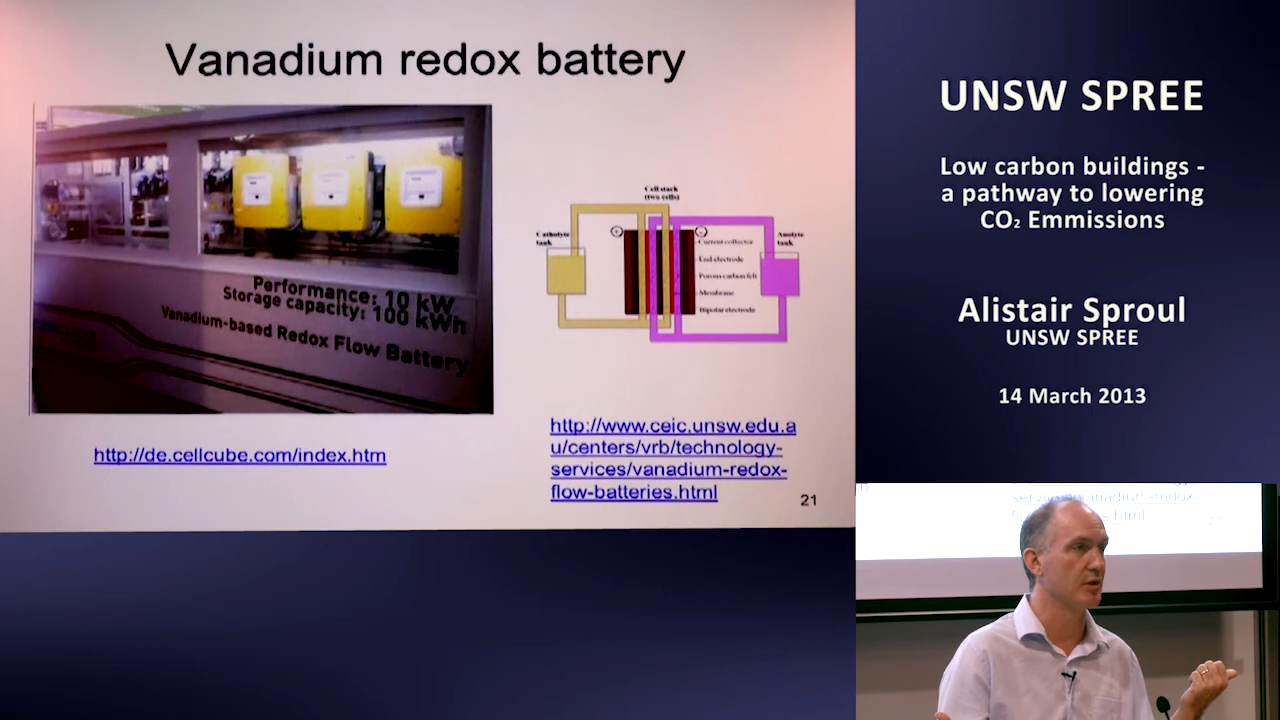 Vanadium redox battery
Performance: 10 kW
Storage capacity: 100 kWh
Vanadium-based Redox Flow Battery
http://de.cellcube.com/index.htm
Cell stack
(two cells)
Catholyte
tank
Anolyte
tank
Current collector
End electrode
Porous carbon felt
Membrane
Bipolar electrode
http://www.ceic.unsw.edu.a
u/centers/vrb/technology-
services/vanadium-redox-
flow-batteries.html
21
UNSW SPREE
Low carbon buildings -
a pathway to lowering
CO₂ Emmissions
Alistair Sproul
UNSW SPREE
14 March 2013